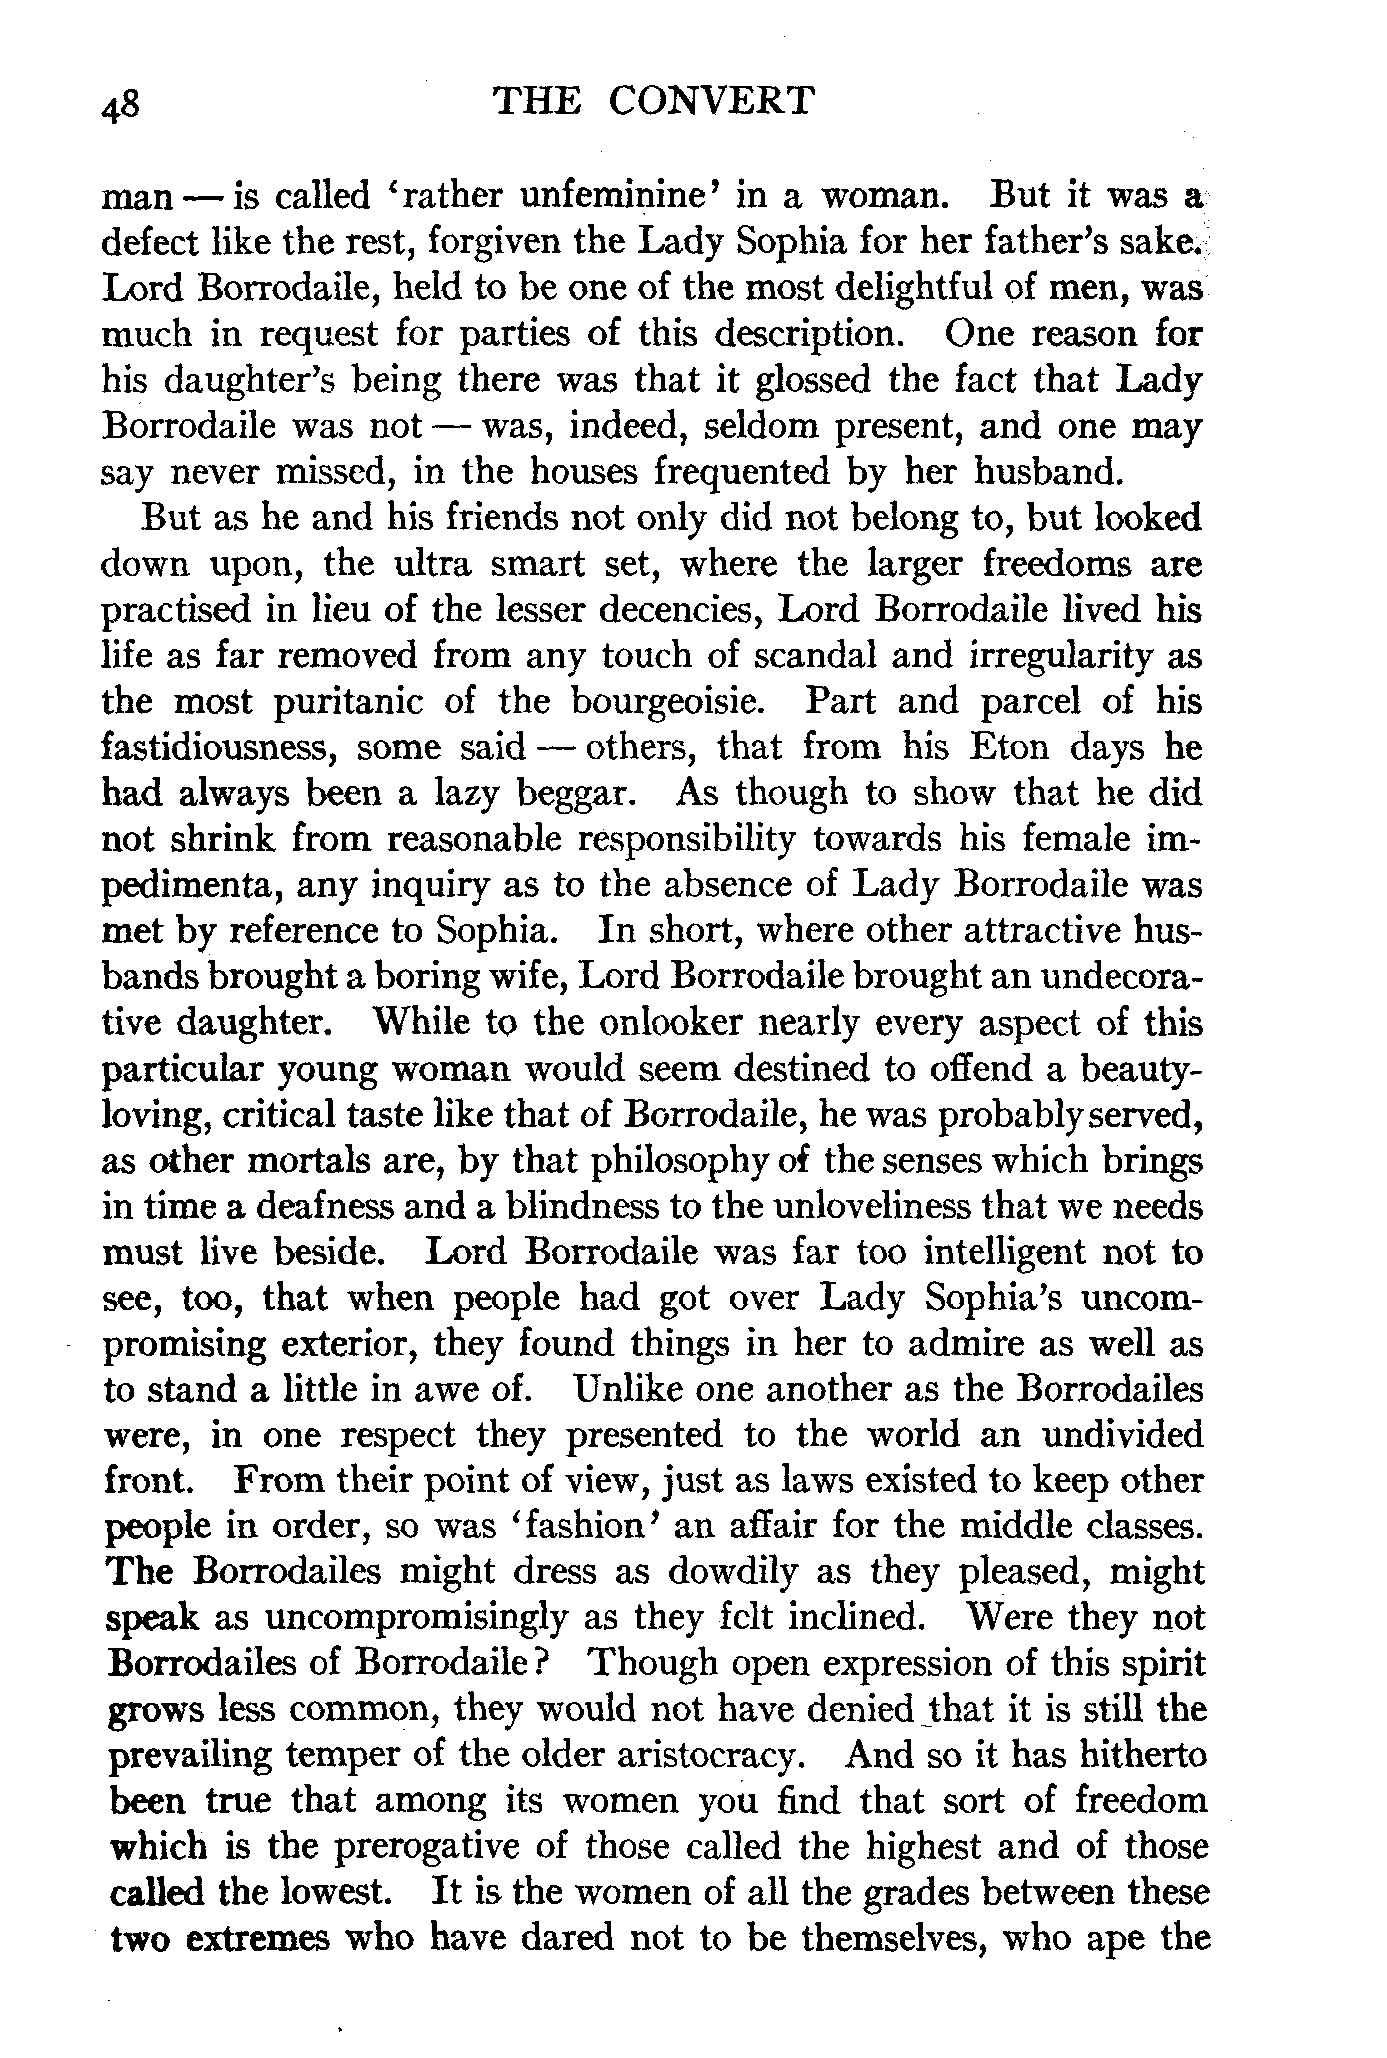 48 THE CONVERT
man — is called ‘rather unfeminine’ in a woman. But it was a
defect like the rest, forgiven the Lady Sophia for her father’s sake.
Lord Borrodaile, held to be one of the most delightful of men, was
much in request for parties of this description. One reason for
his daughter’s being there was that it glossed the fact that Lady
Borrodaile was not — was, indeed, seldom present, and one may
say never missed, in the houses frequented by her husband.
But as he and his friends not only did not belong to, but looked
down upon, the ultra smart set, where the larger freedoms are
practised in lieu of the lesser decencies, Lord Borrodaile lived his
life as far removed from any touch of scandal and irregularity as
the most puritanic of the bourgeoisie. Part and parcel of his
fastidiousness, some said — others, that from his Eton days he
had always been a lazy beggar. As though to show that he did
not shrink from reasonable responsibility towards his female im-
pedimenta, any inquiry as to the absence of Lady Borrodaile was
met by reference to Sophia. In short, where other attractive hus-
bands brought a boring wife, Lord Borrodaile brought an undecora-
tive daughter. While to the onlooker nearly every aspect of this
particular young woman would seem destined to offend a beauty-
loving, critical taste like that of Borrodaile, he was probably served,
as other mortals are, by that philosophy of the senses which brings
in time a deafness and a blindness to the unloveliness that we needs
must live beside. Lord Borrodaile was far too intelligent not to
see, too, that when people had got over Lady Sophia’s uncom-
promising exterior, they found things in her to admire as well as
to stand a little in awe of. Unlike one another as the Borrodailes
were, in one respect they presented to the world an undivided
front. From their point of view, just as laws existed to keep other
people in order, so was ‘fashion’ an affair for the middle classes.
The Borrodailes might dress as dowdily as they pleased, might
speak as uncompromisingly as they felt inclined. Were they not
Borrodailes of Borrodaile? Though open expression of this spirit
grows less common, they would not have denied that it is still the
prevailing temper of the older aristocracy. And so it has hitherto
been true that among its women you find that sort of freedom
which is the prerogative of those called the highest and of those
called the lowest. It is the women of all the grades between these
two extremes who have dared not to be themselves, who ape the